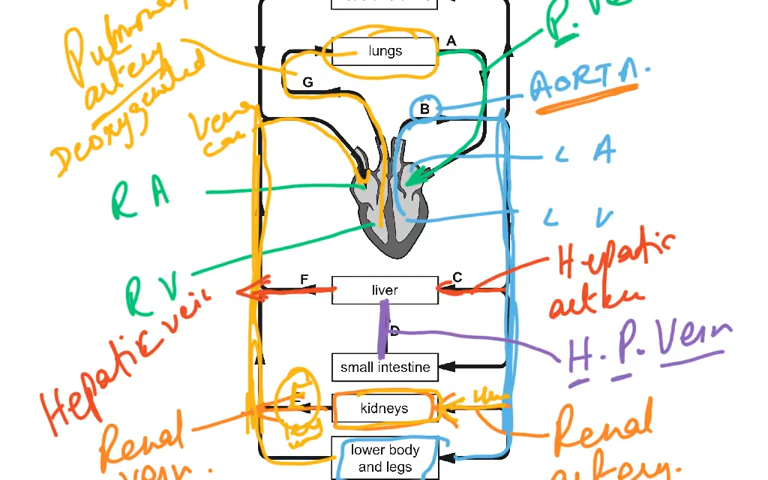 Pulmonary
artery
Deoxygenated
lungs
A
P. Ve
G
B
AORTA.
Vena
L A
R A
L V
R V
Hepatic
artery
F
liver
C
Hepatic vein
D
H. P. Vein
small intestine
E
kidneys
Renal
vein.
Renal
artery.
lower body
and legs